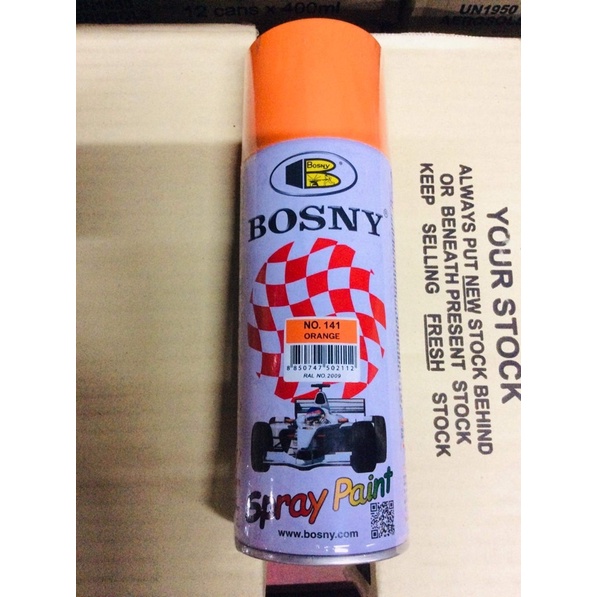 12 cans × 400ml
UN1950
AEROSOL
BOSNY
BOSNY®
NO. 141
ORANGE
8 850747 502112
RAL NO.2009
Spray Paint
www.bosny.com
YOUR STOCK
ALWAYS PUT NEW STOCK BEHIND
OR BENEATH PRESENT STOCK
KEEP SELLING FRESH STOCK